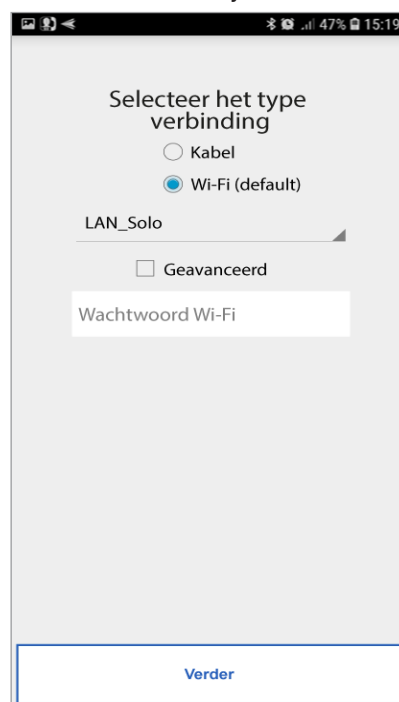 47% 15:19
Selecteer het type
verbinding
Kabel
Wi-Fi (default)
LAN_Solo
Geavanceerd
Wachtwoord Wi-Fi
Verder